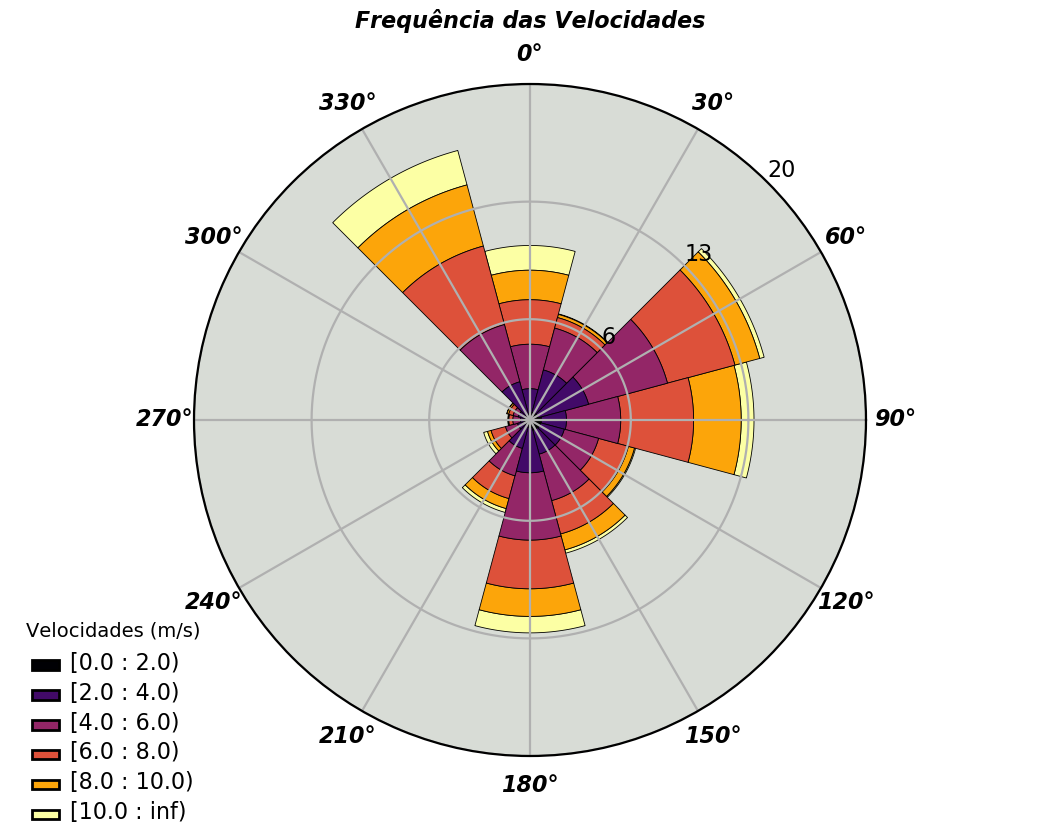 Frequência das Velocidades
0°
30°
60°
90°
120°
150°
180°
210°
240°
270°
300°
330°
6
13
20
Velocidades (m/s)
[0.0 : 2.0)
[2.0 : 4.0)
[4.0 : 6.0)
[6.0 : 8.0)
[8.0 : 10.0)
[10.0 : inf)